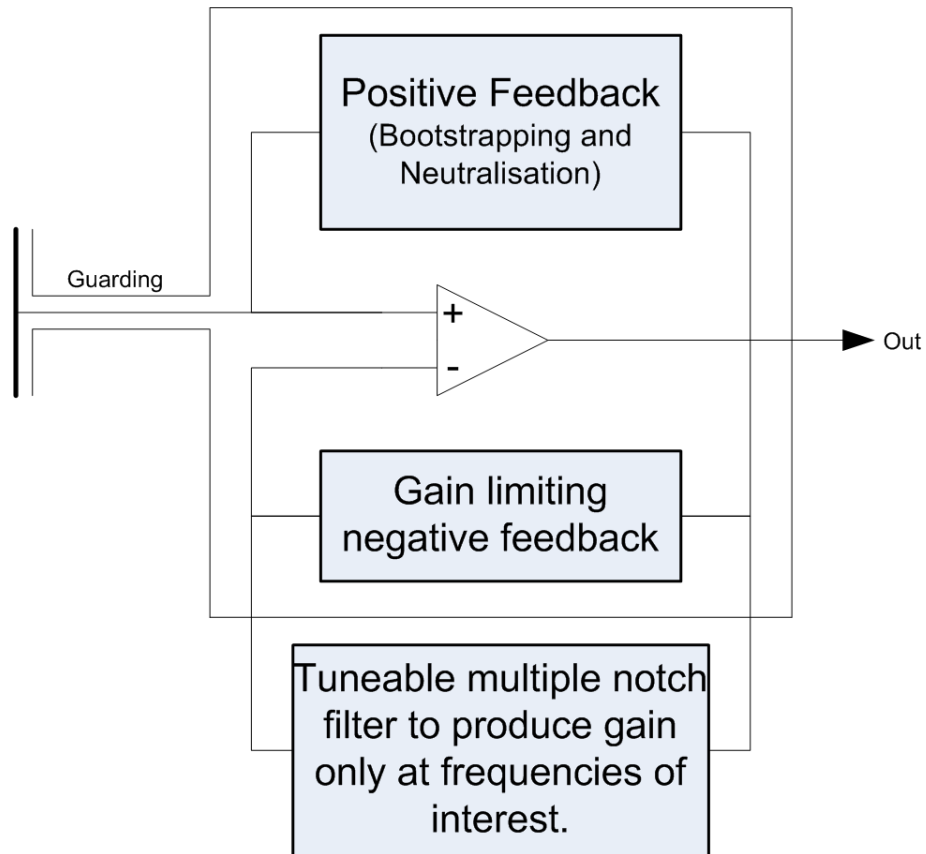 Positive Feedback
(Bootstrapping and
Neutralisation)
Guarding
+
-
Out
Gain limiting
negative feedback
Tuneable multiple notch
filter to produce gain
only at frequencies of
interest.